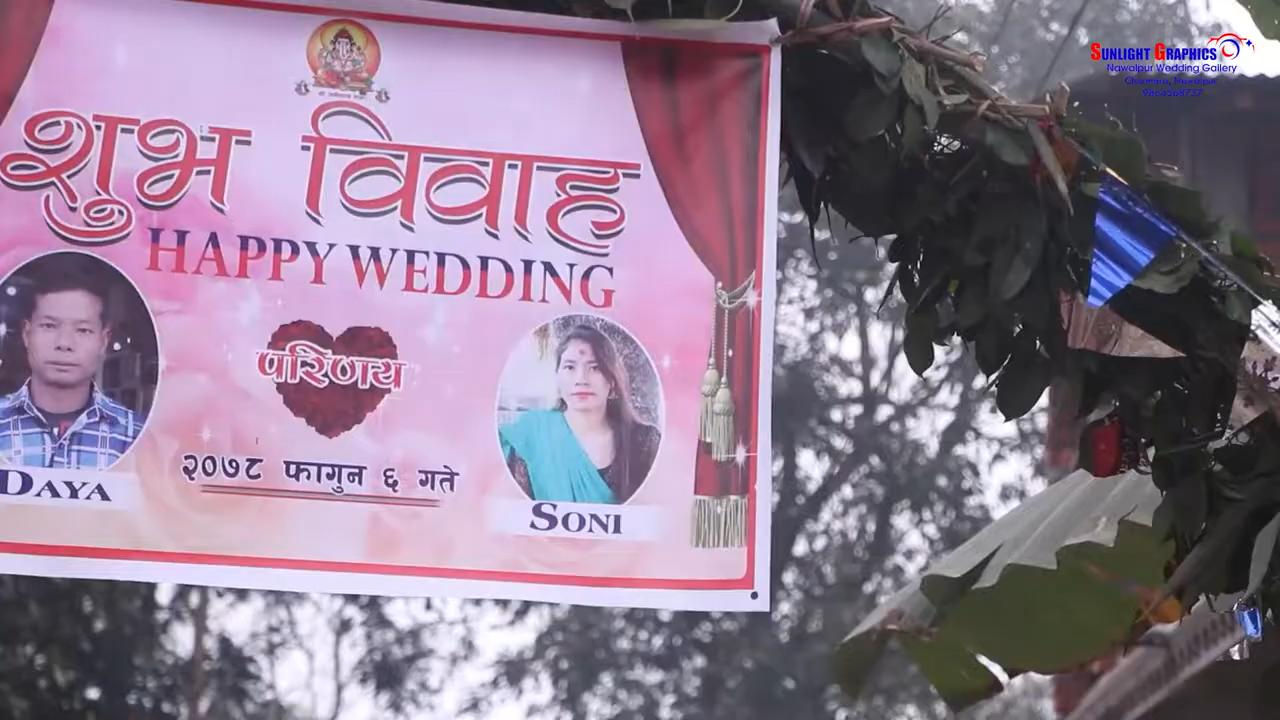 शुभ विवाह
HAPPY WEDDING
परिणय
२०७८ फागुन ६ गते
DAYA
SONI
SUNLIGHT GRAPHICS
Nawalpur Wedding Gallery